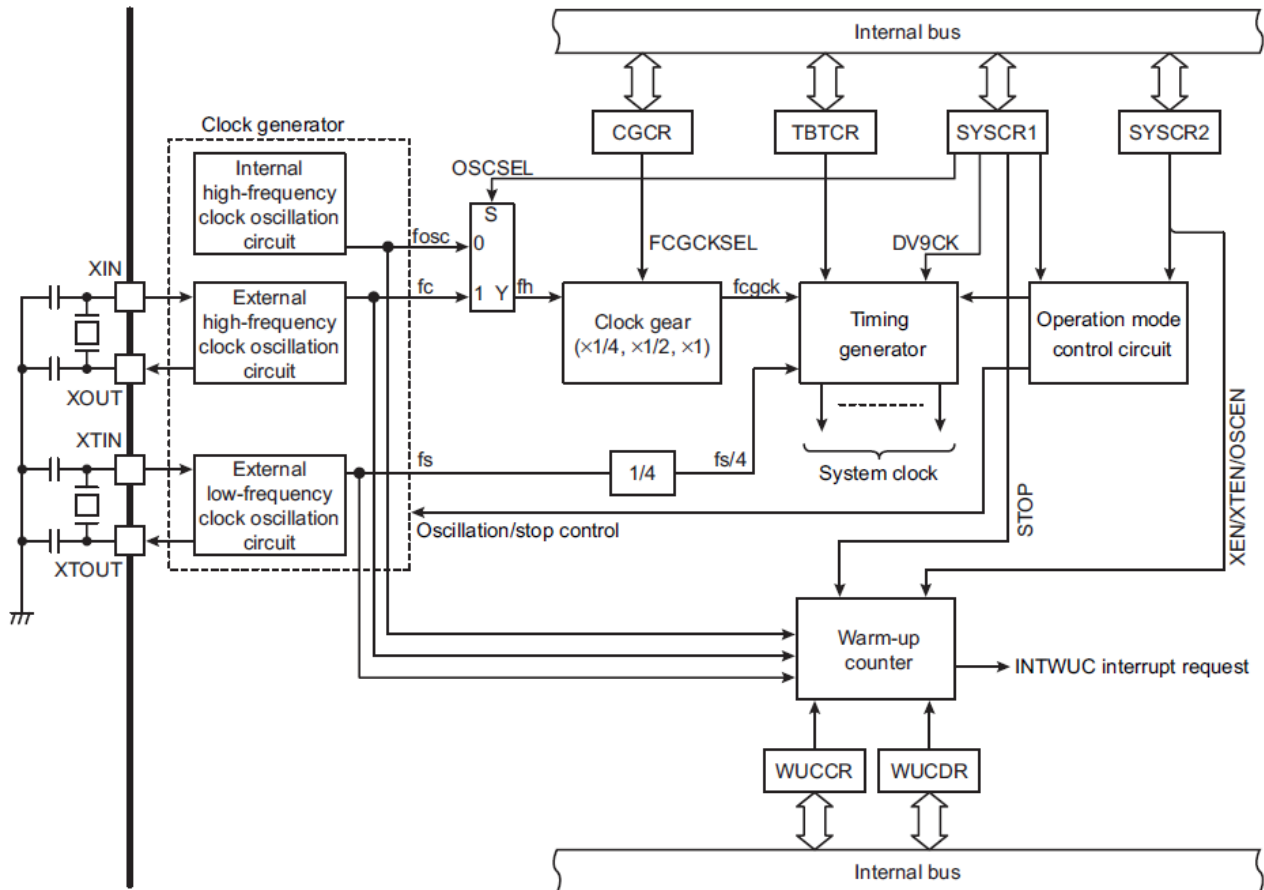 Internal bus
CGCR
TBTCR
SYSCR1
SYSCR2
Clock generator
Internal
high-frequency
clock oscillation
circuit
OSCSEL
S
0
1 Y
fosc
fc
fh
FCGCKSEL
DV9CK
XIN
XOUT
External
high-frequency
clock oscillation
circuit
Clock gear
(×1/4, ×1/2, ×1)
fcgck
Timing
generator
Operation mode
control circuit
XTIN
XTOUT
External
low-frequency
clock oscillation
circuit
fs
1/4
fs/4
System clock
Oscillation/stop control
STOP
XEN/XTEN/OSCEN
Warm-up
counter
INTWUC interrupt request
WUCCR
WUCDR
Internal bus